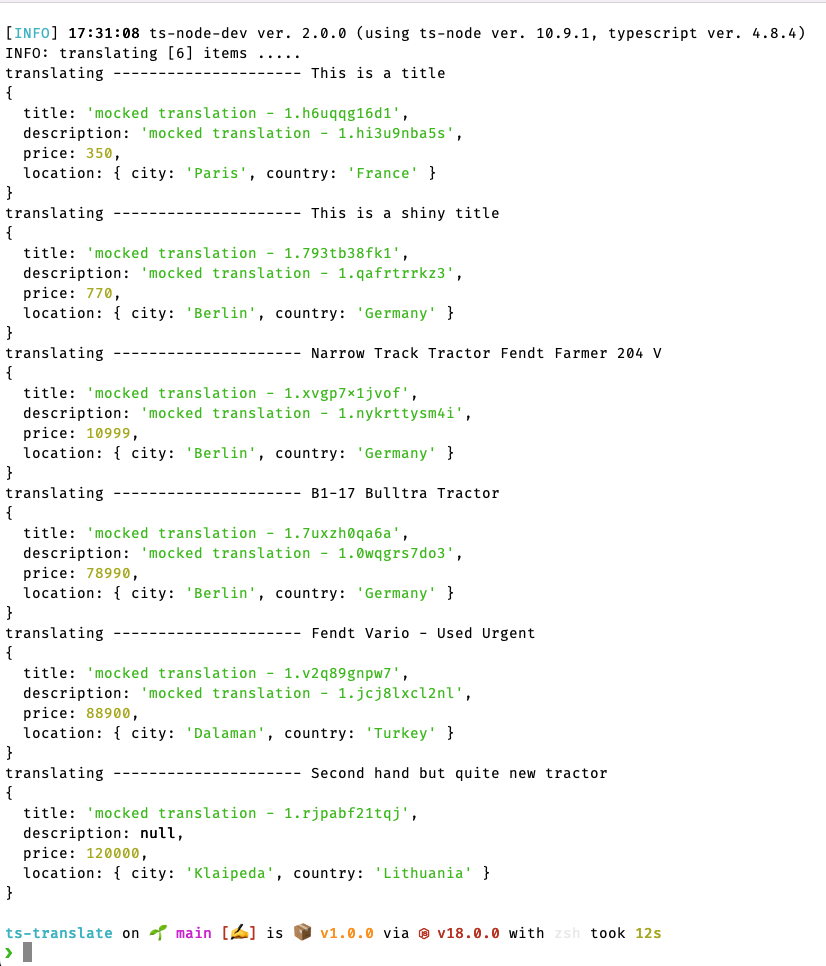 [INFO] 17:31:08 ts-node-dev ver. 2.0.0 (using ts-node ver. 10.9.1, typescript ver. 4.8.4)
INFO: translating [6] items .....
translating --------------------- This is a title
{
  title: 'mocked translation - 1.h6uqqg16d1',
  description: 'mocked translation - 1.hi3u9nba5s',
  price: 350,
  location: { city: 'Paris', country: 'France' }
}
translating --------------------- This is a shiny title
{
  title: 'mocked translation - 1.793tb38fk1',
  description: 'mocked translation - 1.qafrtrrkz3',
  price: 770,
  location: { city: 'Berlin', country: 'Germany' }
}
translating --------------------- Narrow Track Tractor Fendt Farmer 204 V
{
  title: 'mocked translation - 1.xvgp7×1jvof',
  description: 'mocked translation - 1.nykrttysm4i',
  price: 10999,
  location: { city: 'Berlin', country: 'Germany' }
}
translating --------------------- B1-17 Bulltra Tractor
{
  title: 'mocked translation - 1.7uxzh0qa6a',
  description: 'mocked translation - 1.0wqgrs7do3',
  price: 78990,
  location: { city: 'Berlin', country: 'Germany' }
}
translating --------------------- Fendt Vario - Used Urgent
{
  title: 'mocked translation - 1.v2q89gnpw7',
  description: 'mocked translation - 1.jcj8lxcl2nl',
  price: 88900,
  location: { city: 'Dalaman', country: 'Turkey' }
}
translating --------------------- Second hand but quite new tractor
{
  title: 'mocked translation - 1.rjpabf21tqj',
  description: null,
  price: 120000,
  location: { city: 'Klaipeda', country: 'Lithuania' }
}
ts-translate on 🌱 main [✍️] is 📦 v1.0.0 via v18.0.0 with zsh took 12s
❯